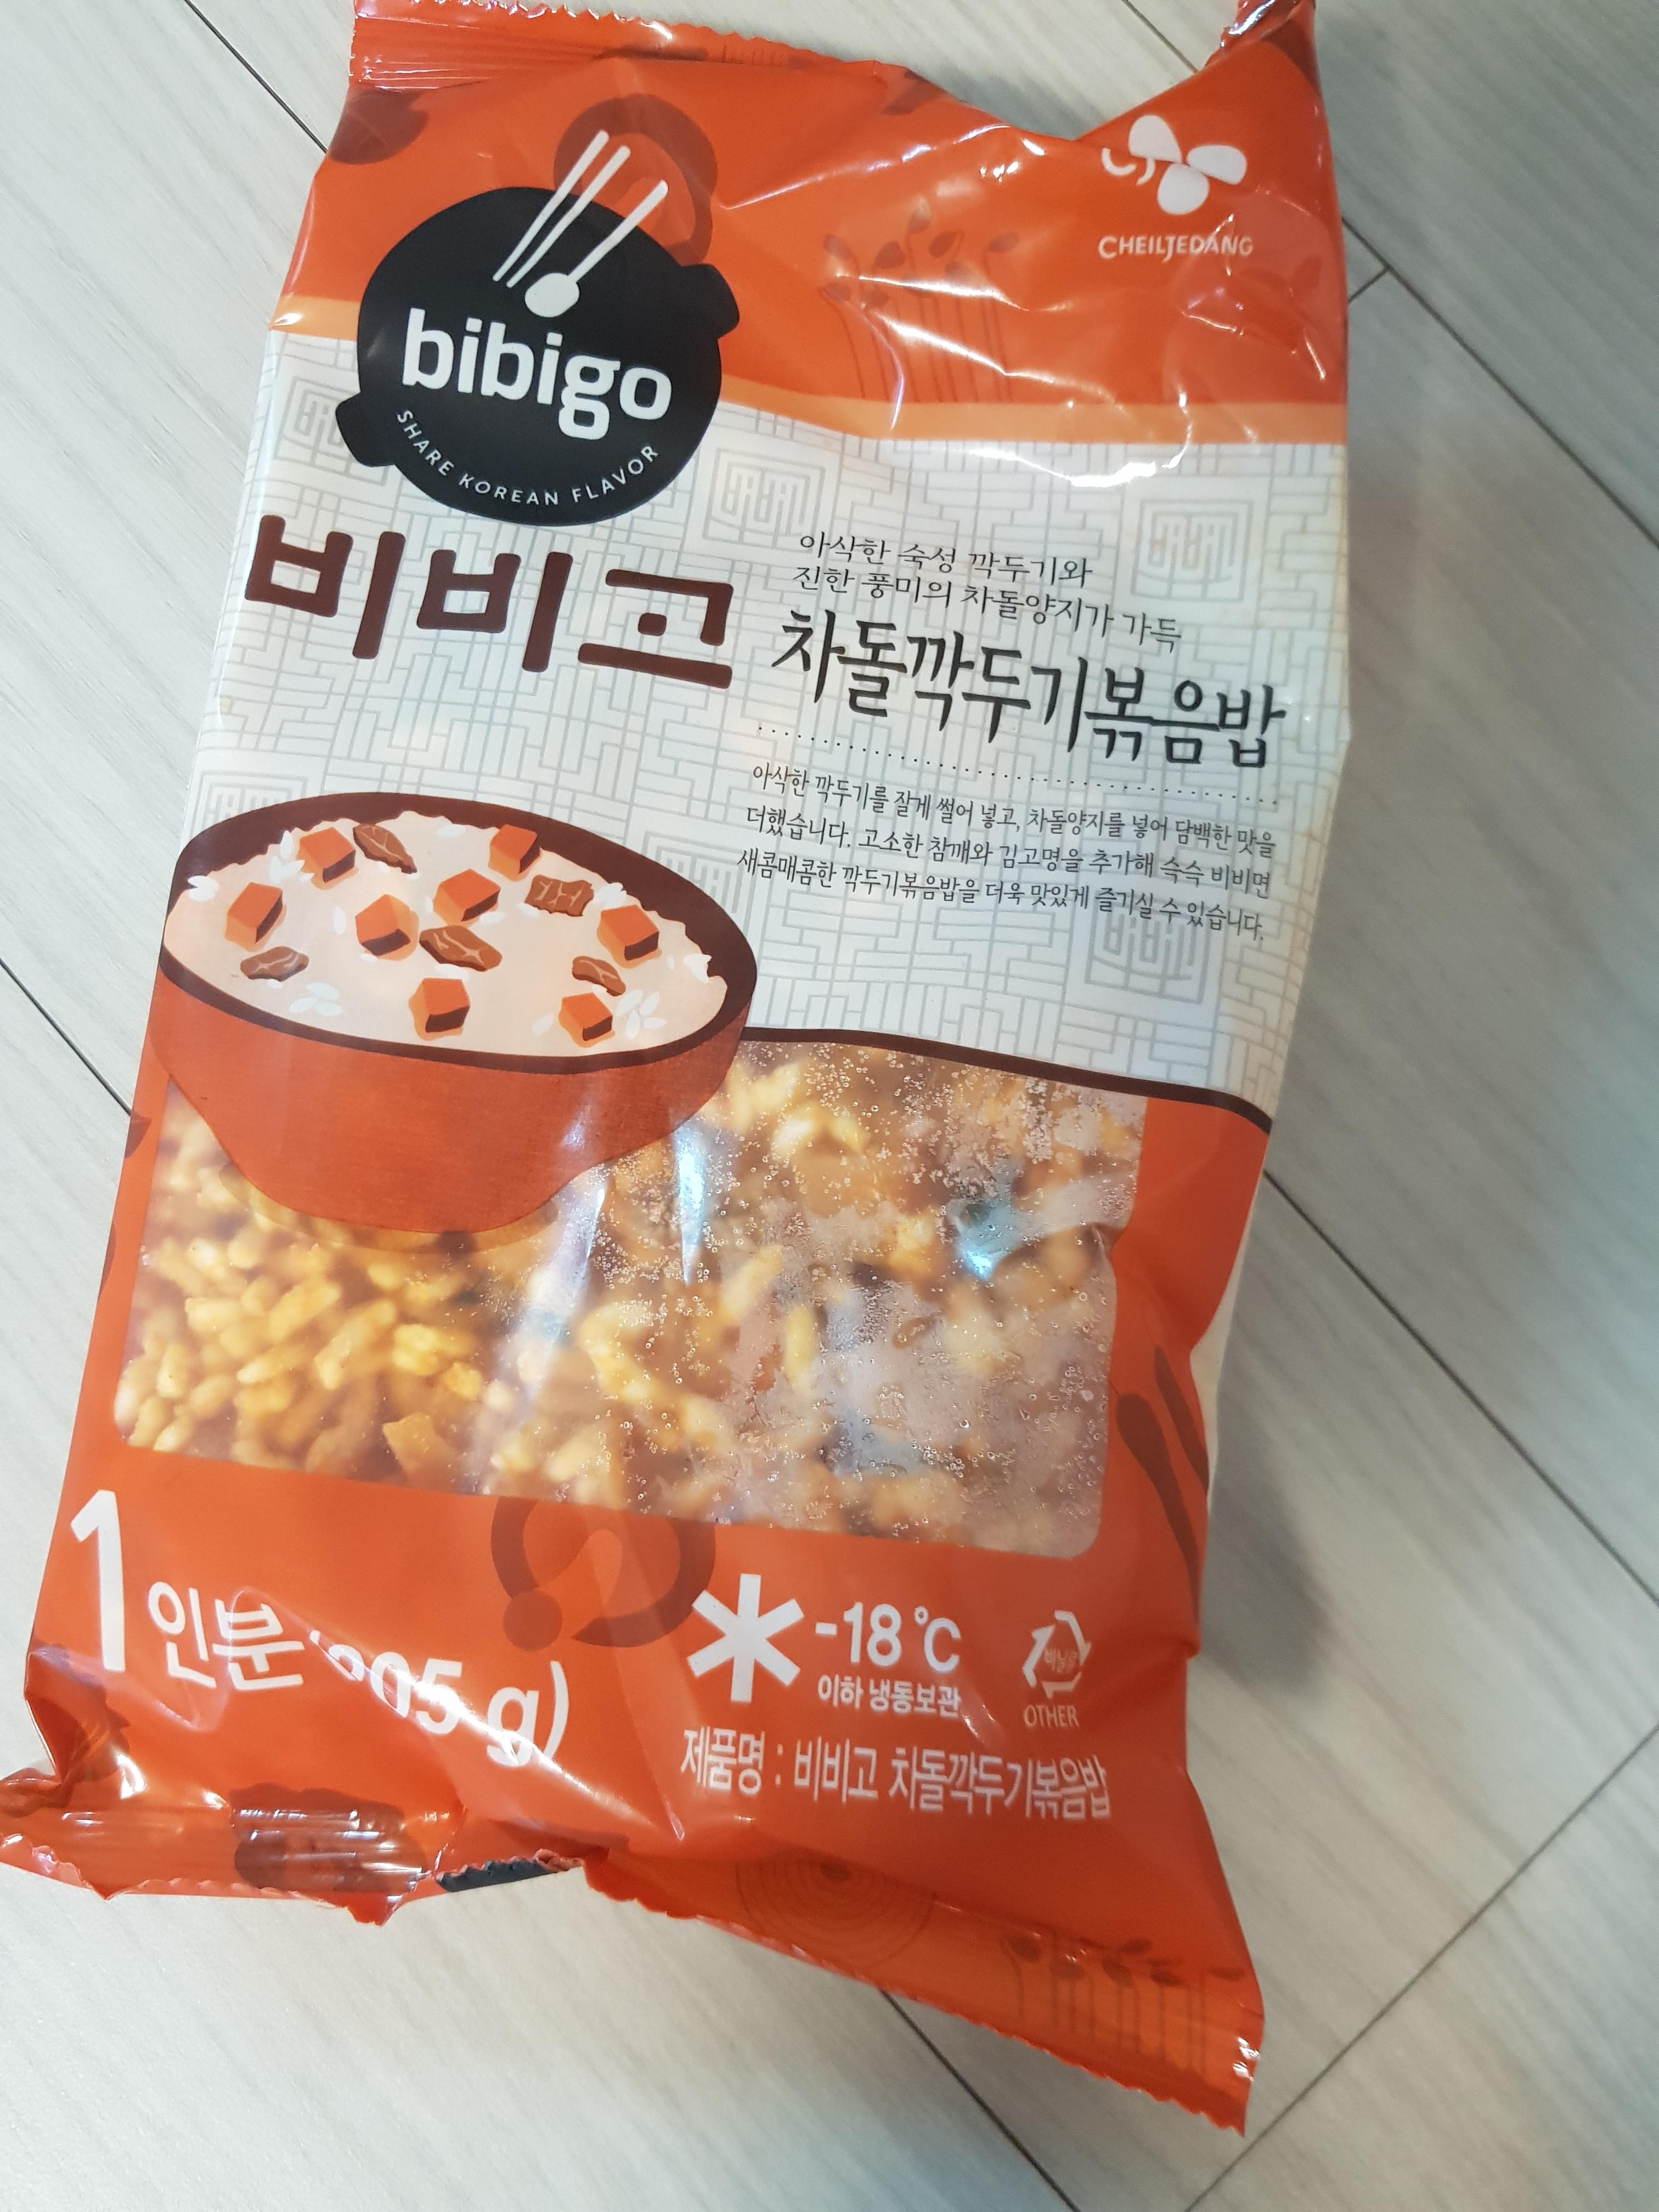 CJ
CHEILJEDANG
bibigo
SHARE KOREAN FLAVOR
비비고
아삭한 숙성 깍두기와
진한 풍미의 차돌양지가 가득
차돌깍두기볶음밥
아삭한 깍두기를 잘게 썰어 넣고, 차돌양지를 넣어 담백한 맛을
더했습니다. 고소한 참깨와 김고명을 추가해 슥슥 비비면
새콤매콤한 깍두기볶음밥을 더욱 맛있게 즐기실 수 있습니다.
1인분
-18℃
이하 냉동보관
비닐류
OTHER
제품명 : 비비고 차돌깍두기볶음밥